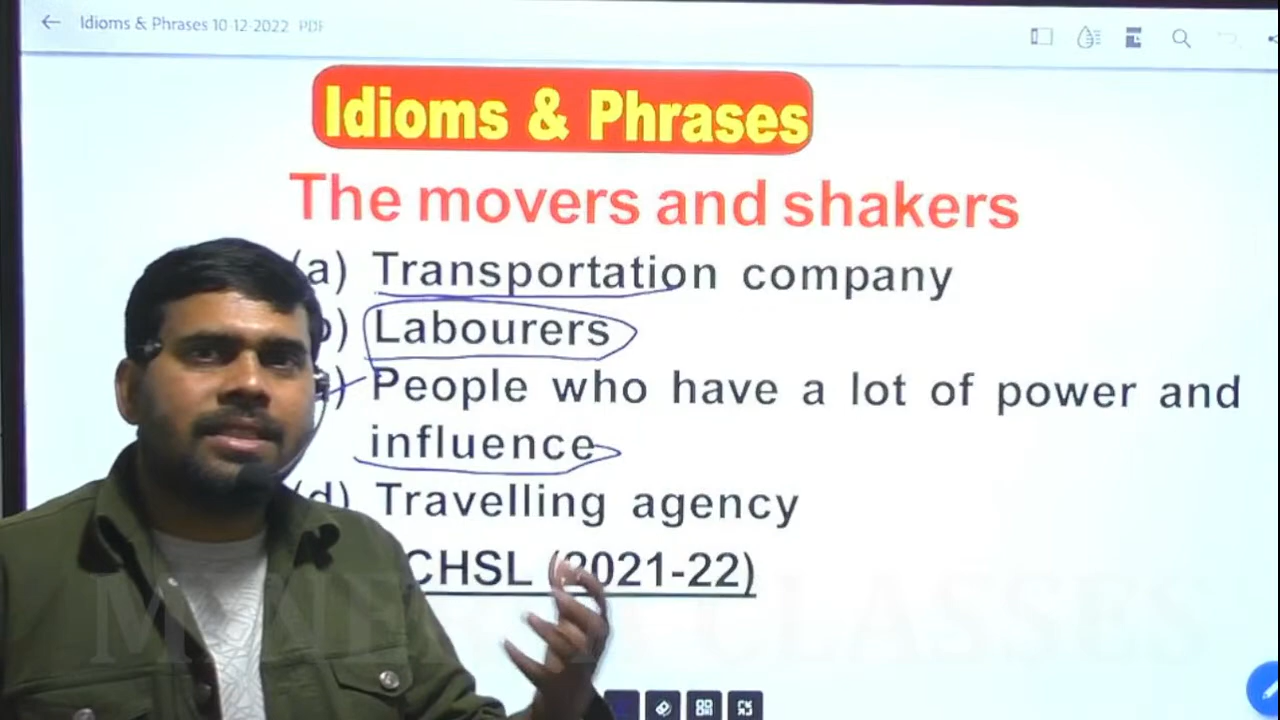 Idioms & Phrases 10-12-2022 PDF
Idioms & Phrases
The movers and shakers
(a) Transportation company
b) Labourers
People who have a lot of power and
influence
(d) Travelling agency
CHSL (2021-22)
CLASSES